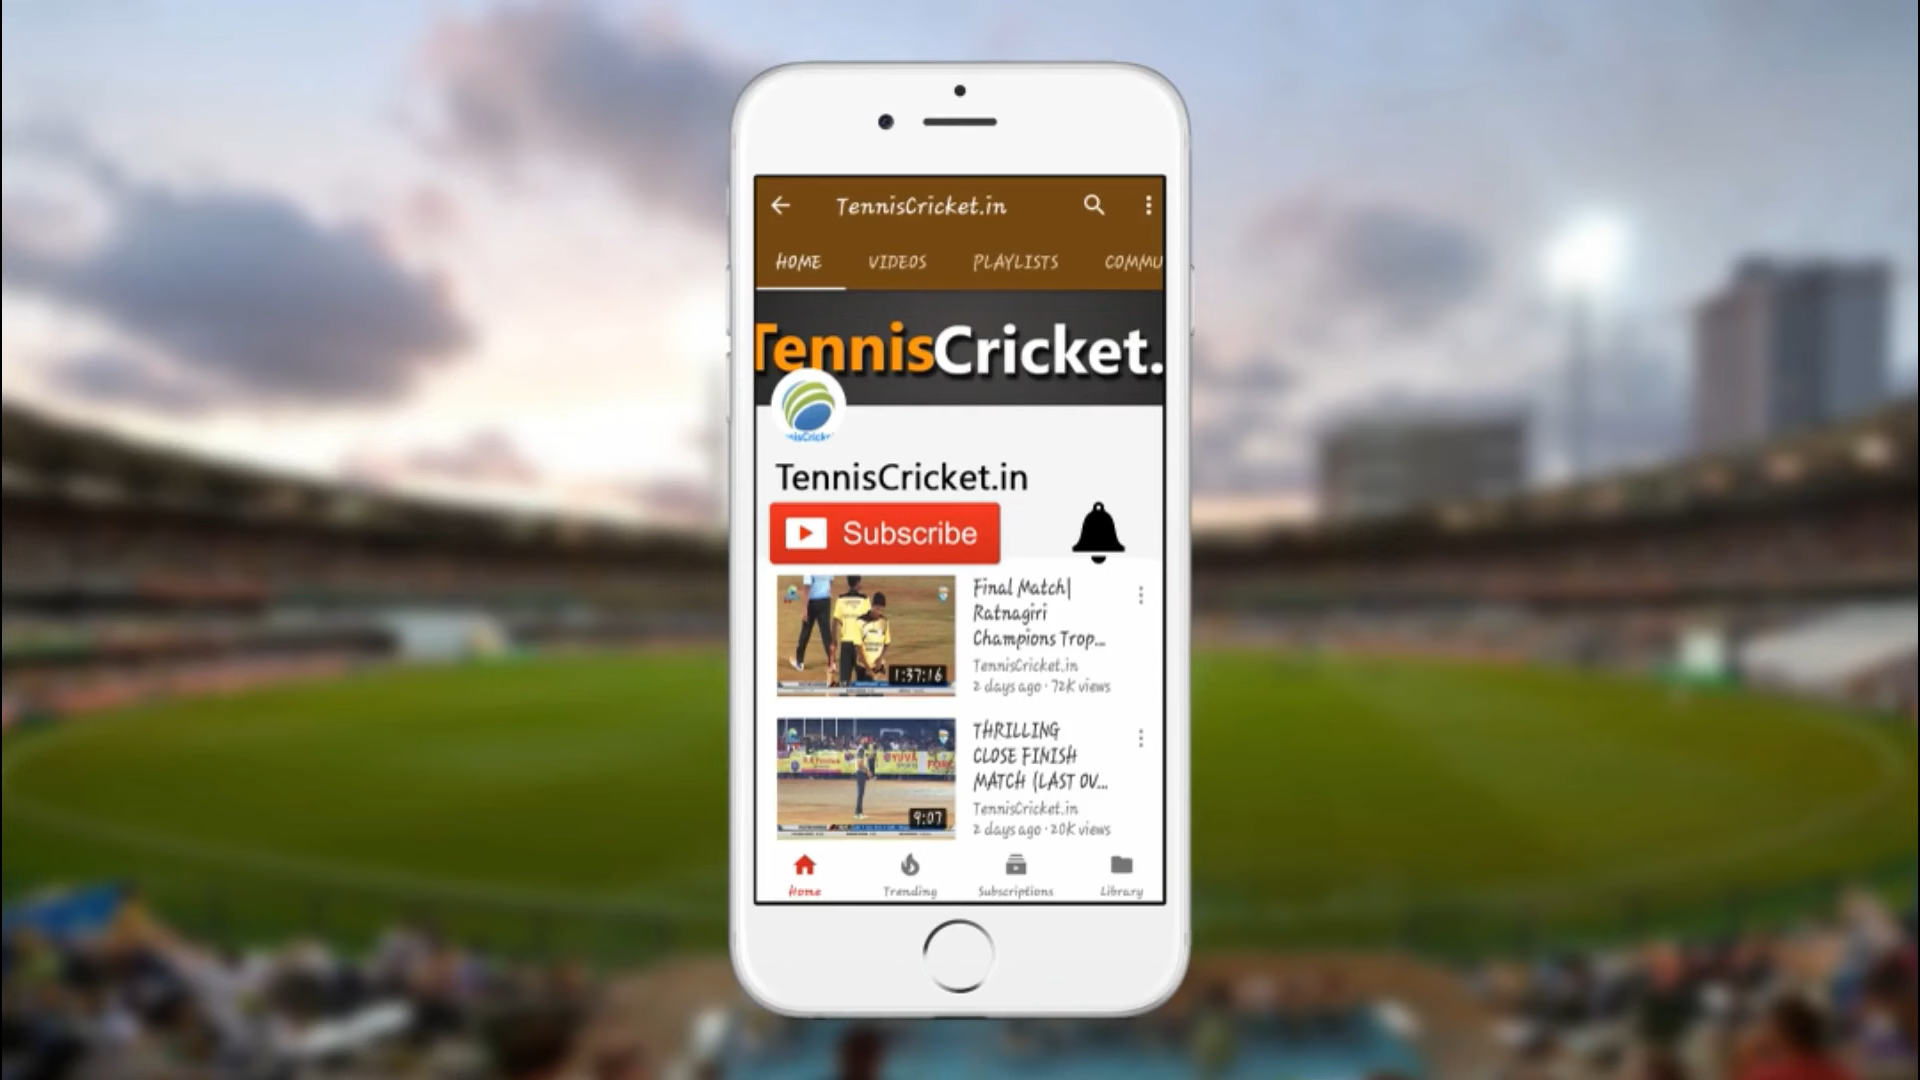 TennisCricket.in
HOME VIDEOS PLAYLISTS COMMU
TennisCricket.
TennisCricket.in
Subscribe
Final Match|
Ratnagiri
Champions Trop...
TennisCricket.in
2 days ago · 72K views
1:37:16
THRILLING
CLOSE FINISH
MATCH (LAST OV...
TennisCricket.in
2 days ago · 20K views
9:07
Home Trending Subscriptions Library